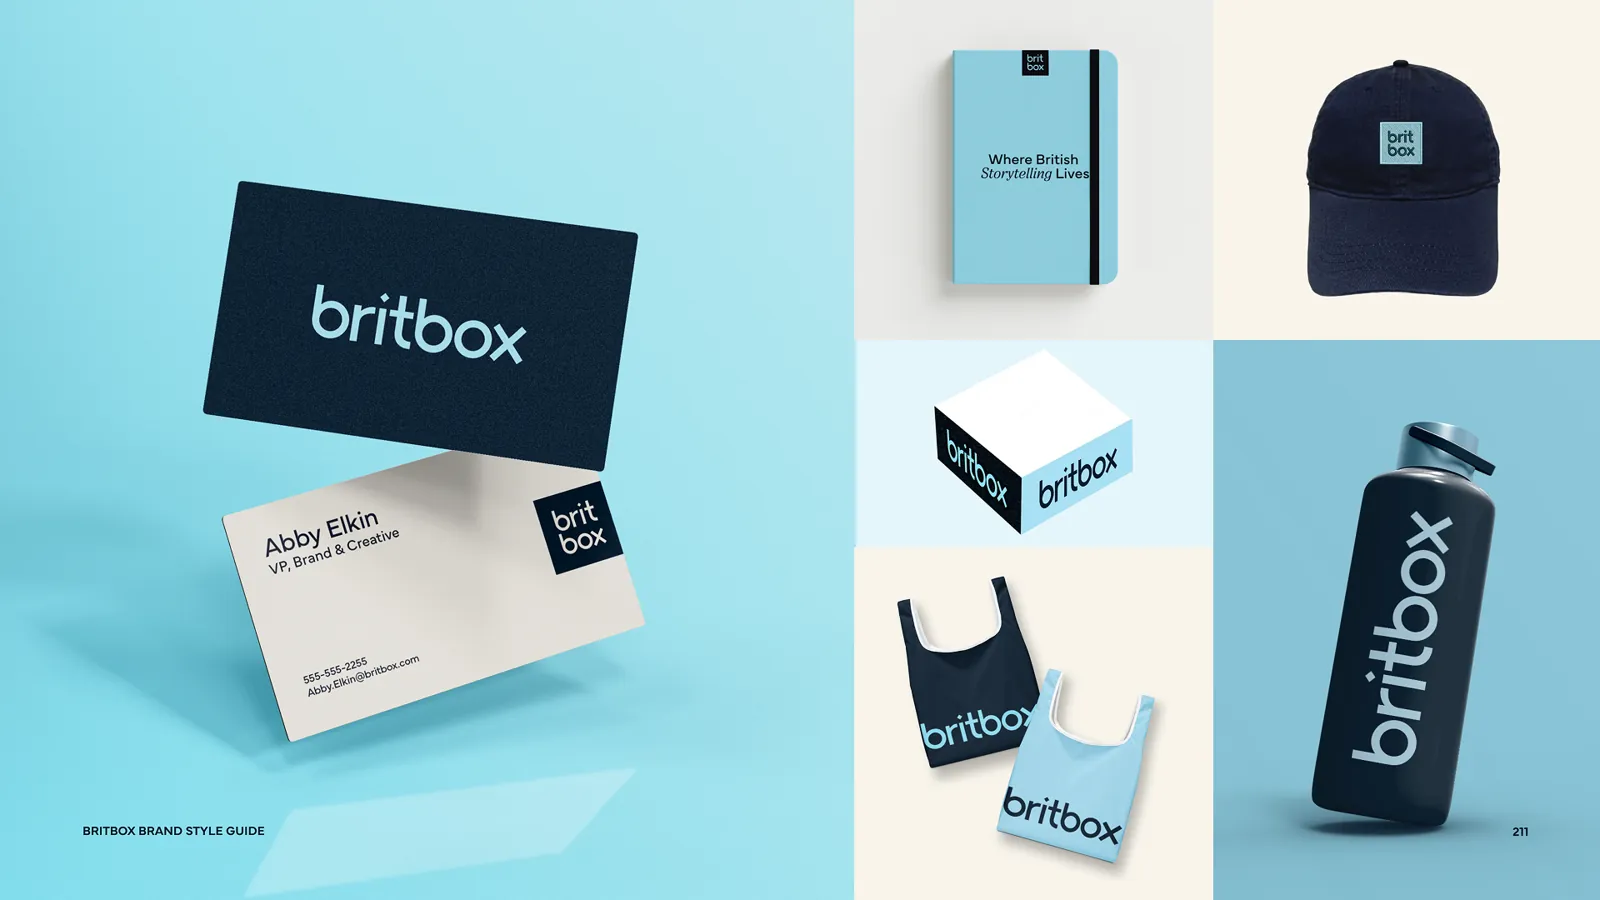 britbox
Abby Elkin
VP, Brand & Creative
brit
box
555-555-2255
Abby.Elkin@britbox.com
BRITBOX BRAND STYLE GUIDE
brit
box
Where British
Storytelling Lives
brit
box
britbox
britbox
britbox
britbox
britbox
211